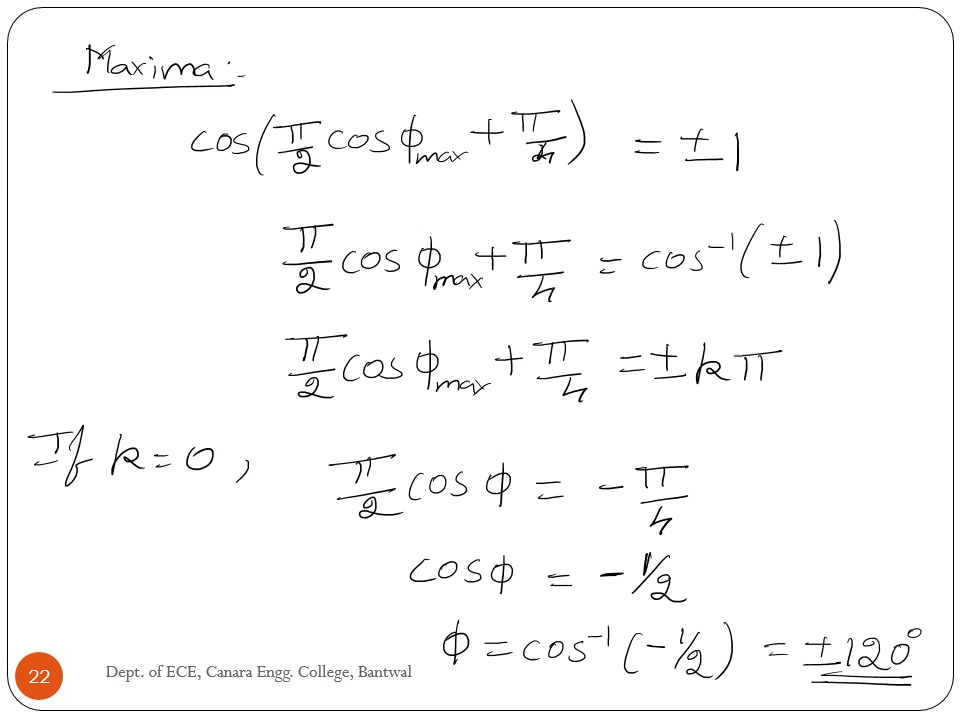 Maxima :-
cos(π/2 cos ϕmax + π/4) = ± 1
π/2 cos ϕmax + π/4 = cos⁻¹(± 1)
π/2 cos ϕmax + π/4 = ± kπ
If k = 0, π/2 cos ϕ = - π/4
cos ϕ = - 1/2
ϕ = cos⁻¹(- 1/2) = ± 120°
22 Dept. of ECE, Canara Engg. College, Bantwal